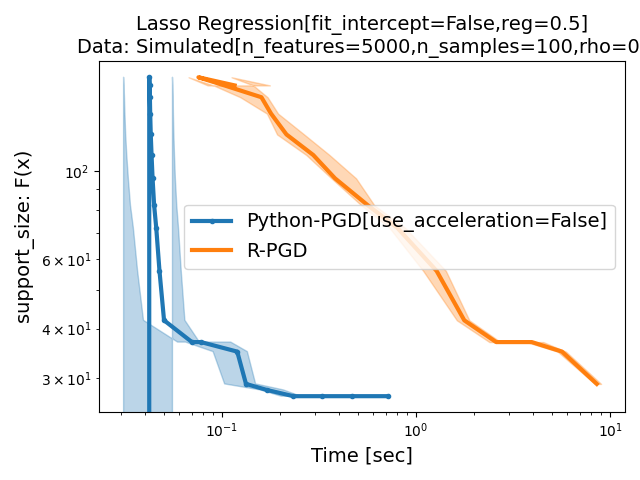 Lasso Regression[fit_intercept=False,reg=0.5]
Data: Simulated[n_features=5000,n_samples=100,rho=0
support_size: F(x)
10²
6 × 10¹
4 × 10¹
3 × 10¹
Python-PGD[use_acceleration=False]
R-PGD
10⁻¹
10⁰
10¹
Time [sec]